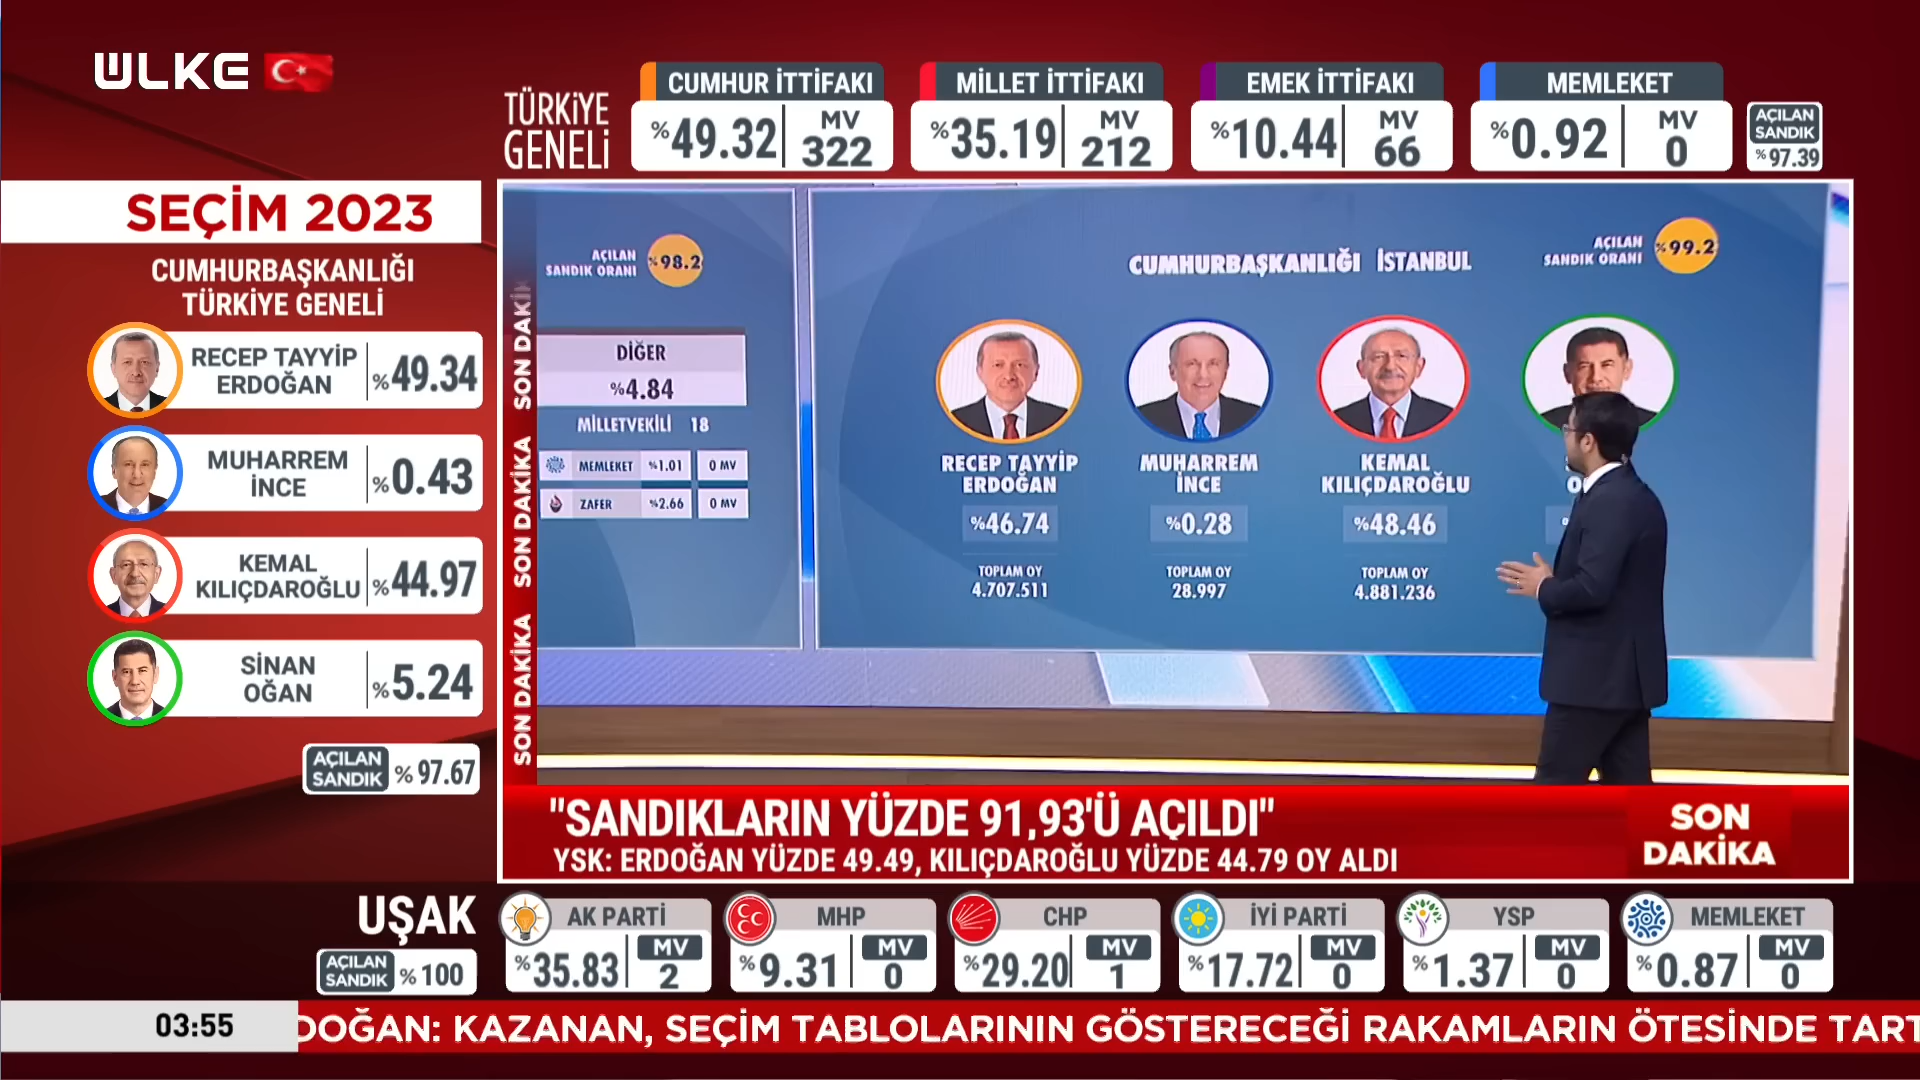 ÜLKE
TÜRKİYE
GENELİ
CUMHUR İTTİFAKI
%49.32
MV
322
MİLLET İTTİFAKI
%35.19
MV
212
EMEK İTTİFAKI
%10.44
MV
66
MEMLEKET
%0.92
MV
0
AÇILAN
SANDIK
%97.39
SEÇİM 2023
CUMHURBAŞKANLIĞI
TÜRKİYE GENELİ
RECEP TAYYİP
ERDOĞAN
%49.34
MUHARREM
İNCE
%0.43
KEMAL
KILIÇDAROĞLU
%44.97
SİNAN
OĞAN
%5.24
AÇILAN
SANDIK
%97.67
SON DAKİK
SON DAKİKA
SON DAKİKA
AÇILAN
SANDIK ORANI
%98.2
DİĞER
%4.84
MİLLETVEKİLİ 18
MEMLEKET %1.01 0 MV
ZAFER %2.66 0 MV
CUMHURBAŞKANLIĞI İSTANBUL
AÇILAN
SANDIK ORANI
%99.2
RECEP TAYYİP
ERDOĞAN
%46.74
TOPLAM OY
4.707.511
MUHARREM
İNCE
%0.28
TOPLAM OY
28.997
KEMAL
KILIÇDAROĞLU
%48.46
TOPLAM OY
4.881.236
"SANDIKLARIN YÜZDE 91,93'Ü AÇILDI"
YSK: ERDOĞAN YÜZDE 49.49, KILIÇDAROĞLU YÜZDE 44.79 OY ALDI
SON
DAKİKA
UŞAK
AÇILAN
SANDIK
%100
AK PARTİ
%35.83
MV
2
MHP
%9.31
MV
0
CHP
%29.20
MV
1
İYİ PARTİ
%17.72
MV
0
YSP
%1.37
MV
0
MEMLEKET
%0.87
MV
0
03:55
DOĞAN: KAZANAN, SEÇİM TABLOLARININ GÖSTERECEĞİ RAKAMLARIN ÖTESİNDE TART